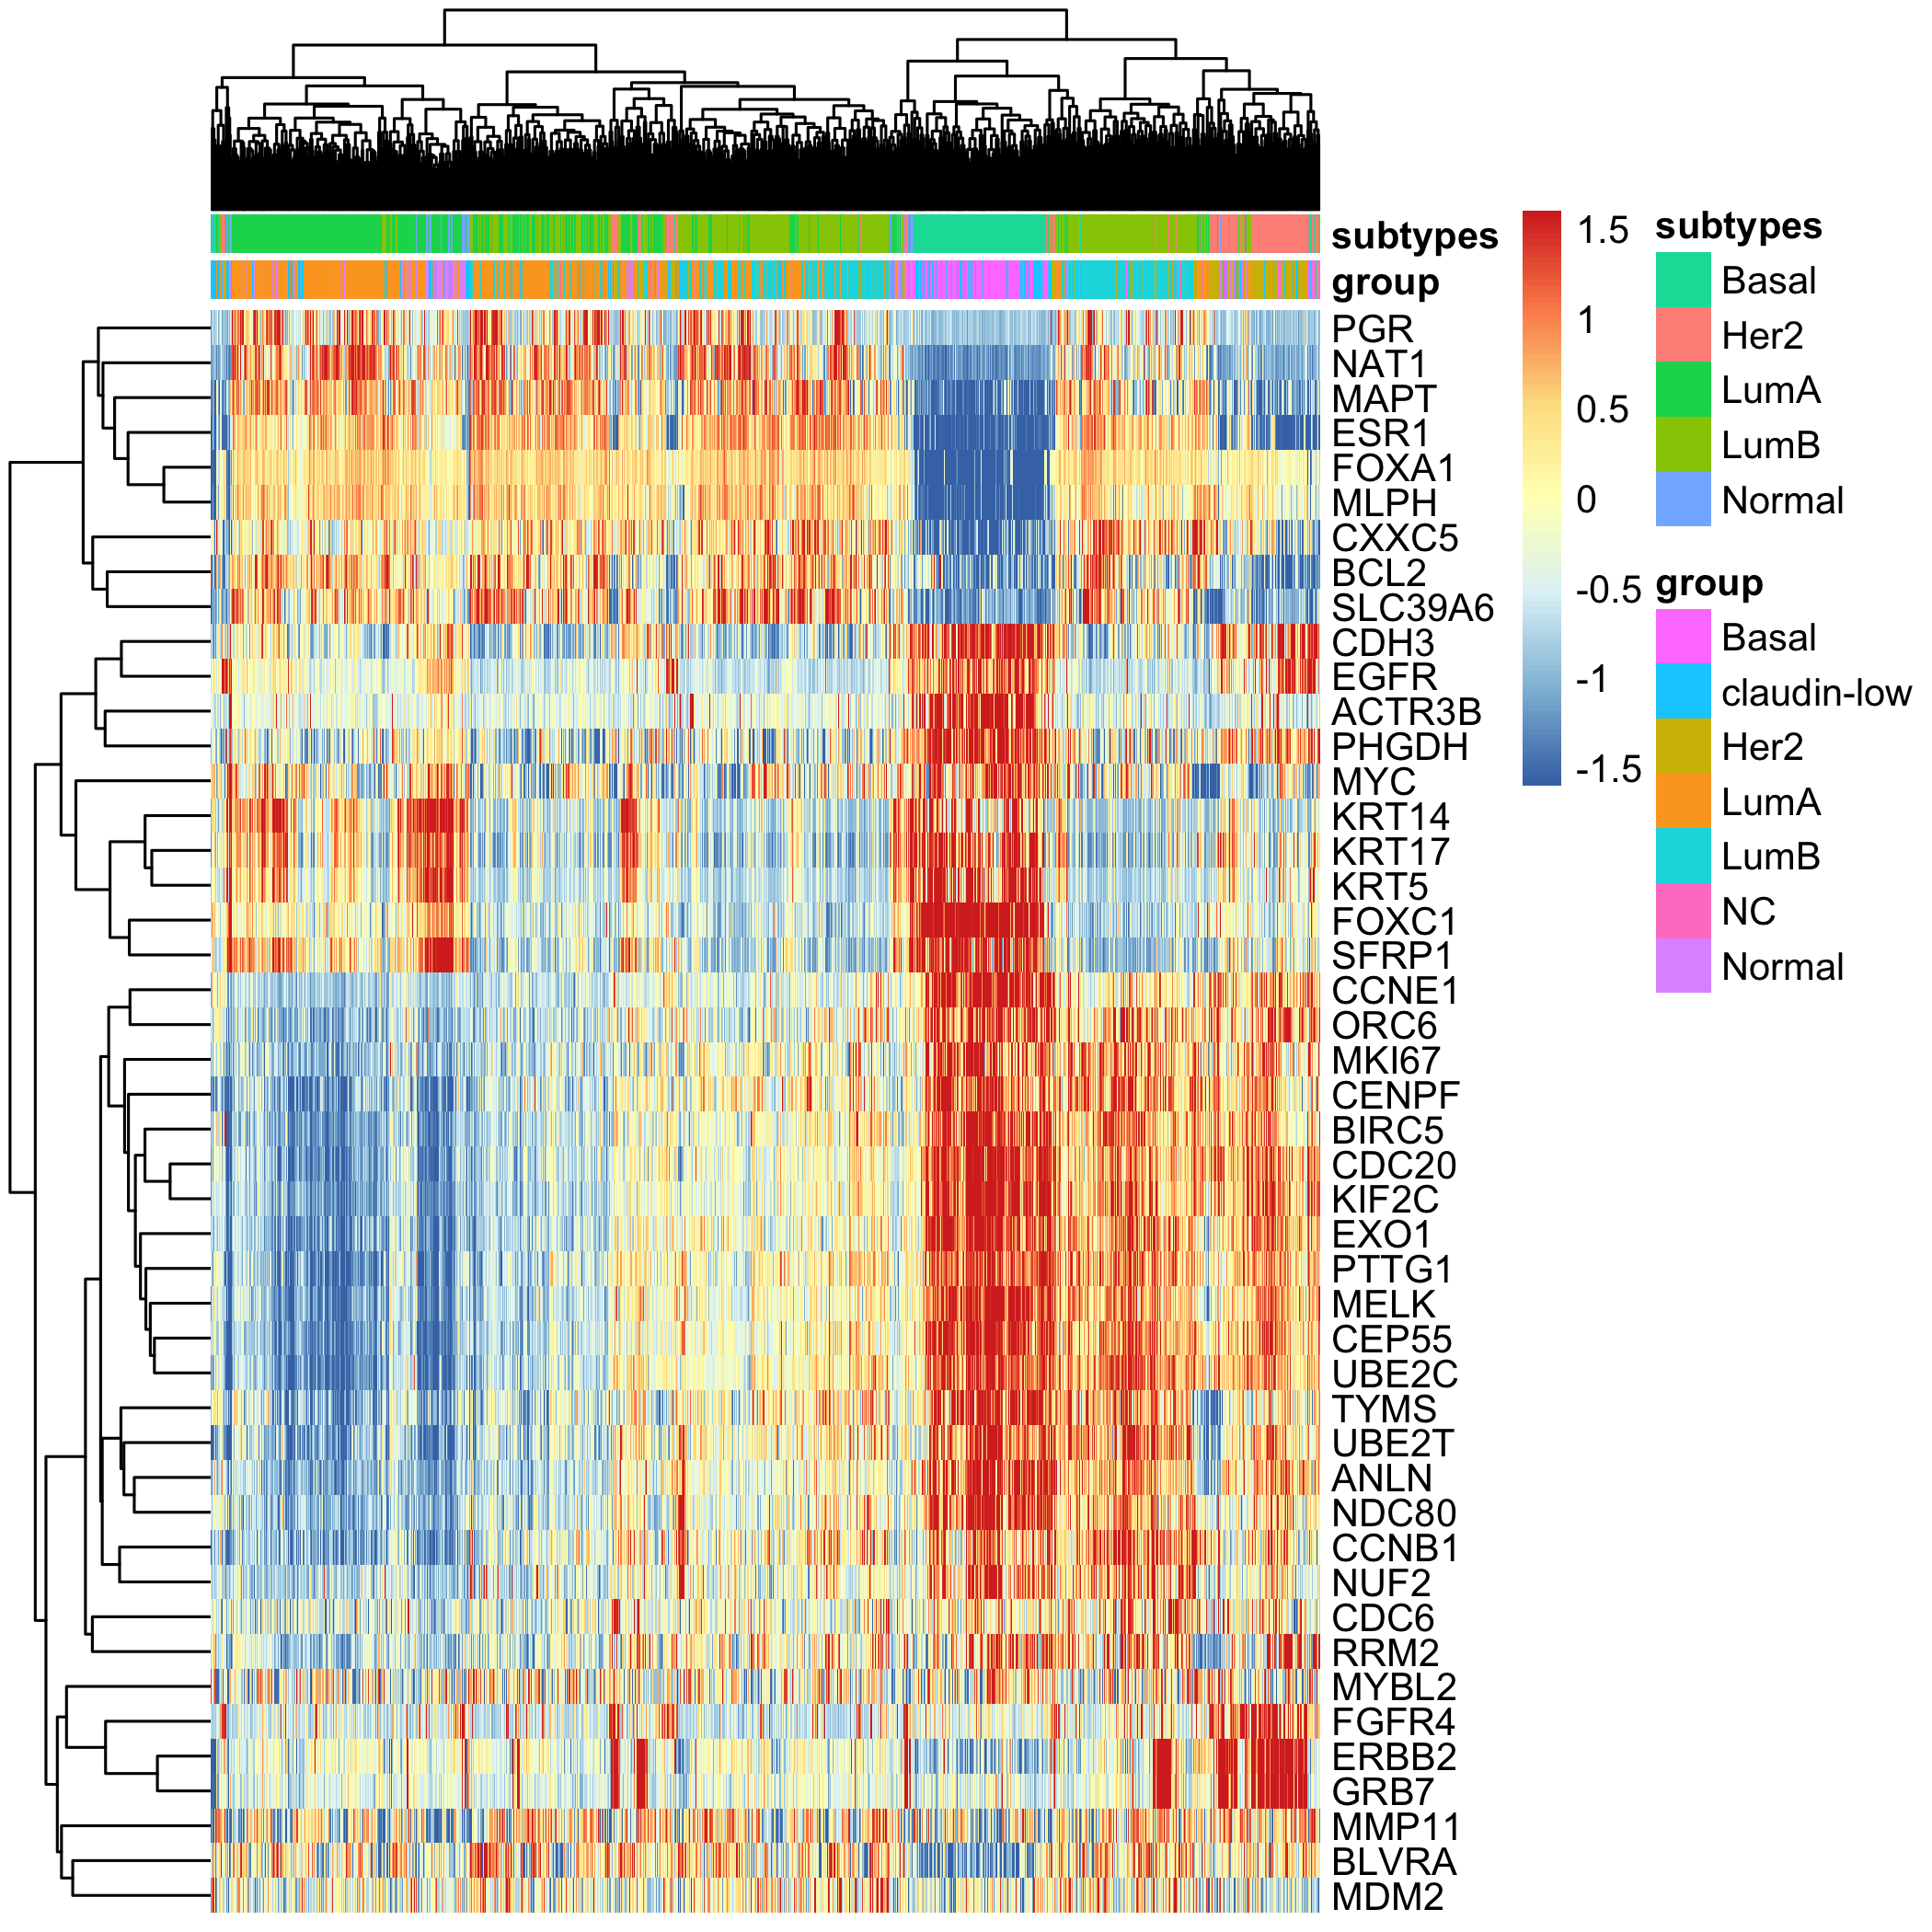 subtypes
group
PGR
NAT1
MAPT
ESR1
FOXA1
MLPH
CXXC5
BCL2
SLC39A6
CDH3
EGFR
ACTR3B
PHGDH
MYC
KRT14
KRT17
KRT5
FOXC1
SFRP1
CCNE1
ORC6
MKI67
CENPF
BIRC5
CDC20
KIF2C
EXO1
PTTG1
MELK
CEP55
UBE2C
TYMS
UBE2T
ANLN
NDC80
CCNB1
NUF2
CDC6
RRM2
MYBL2
FGFR4
ERBB2
GRB7
MMP11
BLVRA
MDM2
1.5
1
0.5
0
-0.5
-1
-1.5
subtypes
Basal
Her2
LumA
LumB
Normal
group
Basal
claudin-low
Her2
LumA
LumB
NC
Normal